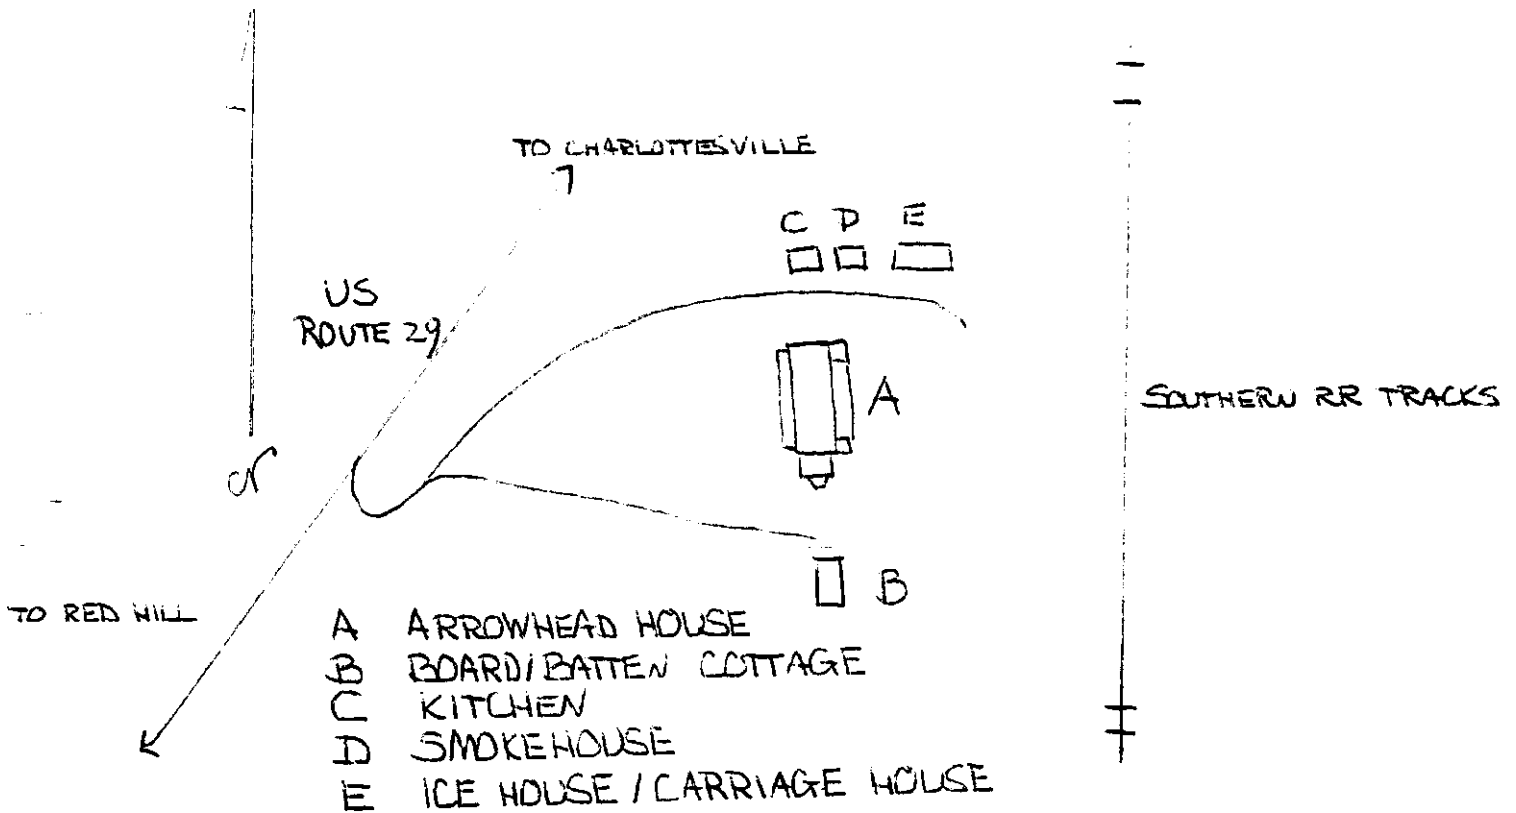 TO CHARLOTTESVILLE
C D E
US
ROUTE 29
A
SOUTHERN RR TRACKS
N
B
TO RED HILL
A ARROWHEAD HOUSE
B BOARD/BATTEN COTTAGE
C KITCHEN
D SMOKEHOUSE
E ICE HOUSE / CARRIAGE HOUSE